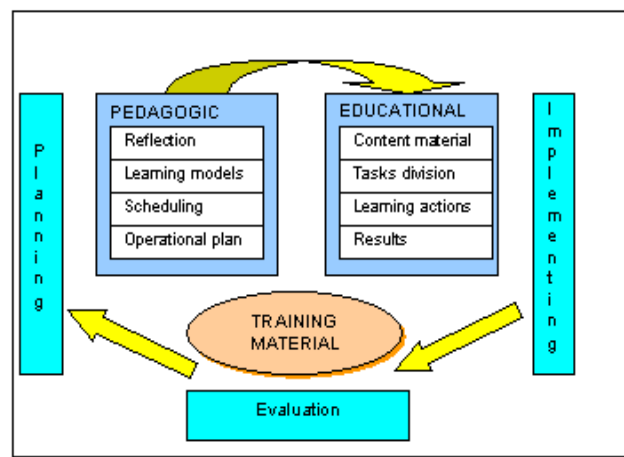 PEDAGOGIC
Reflection
Learning models
Scheduling
Operational plan
EDUCATIONAL
Content material
Tasks division
Learning actions
Results
Planning
Implementing
TRAINING
MATERIAL
Evaluation